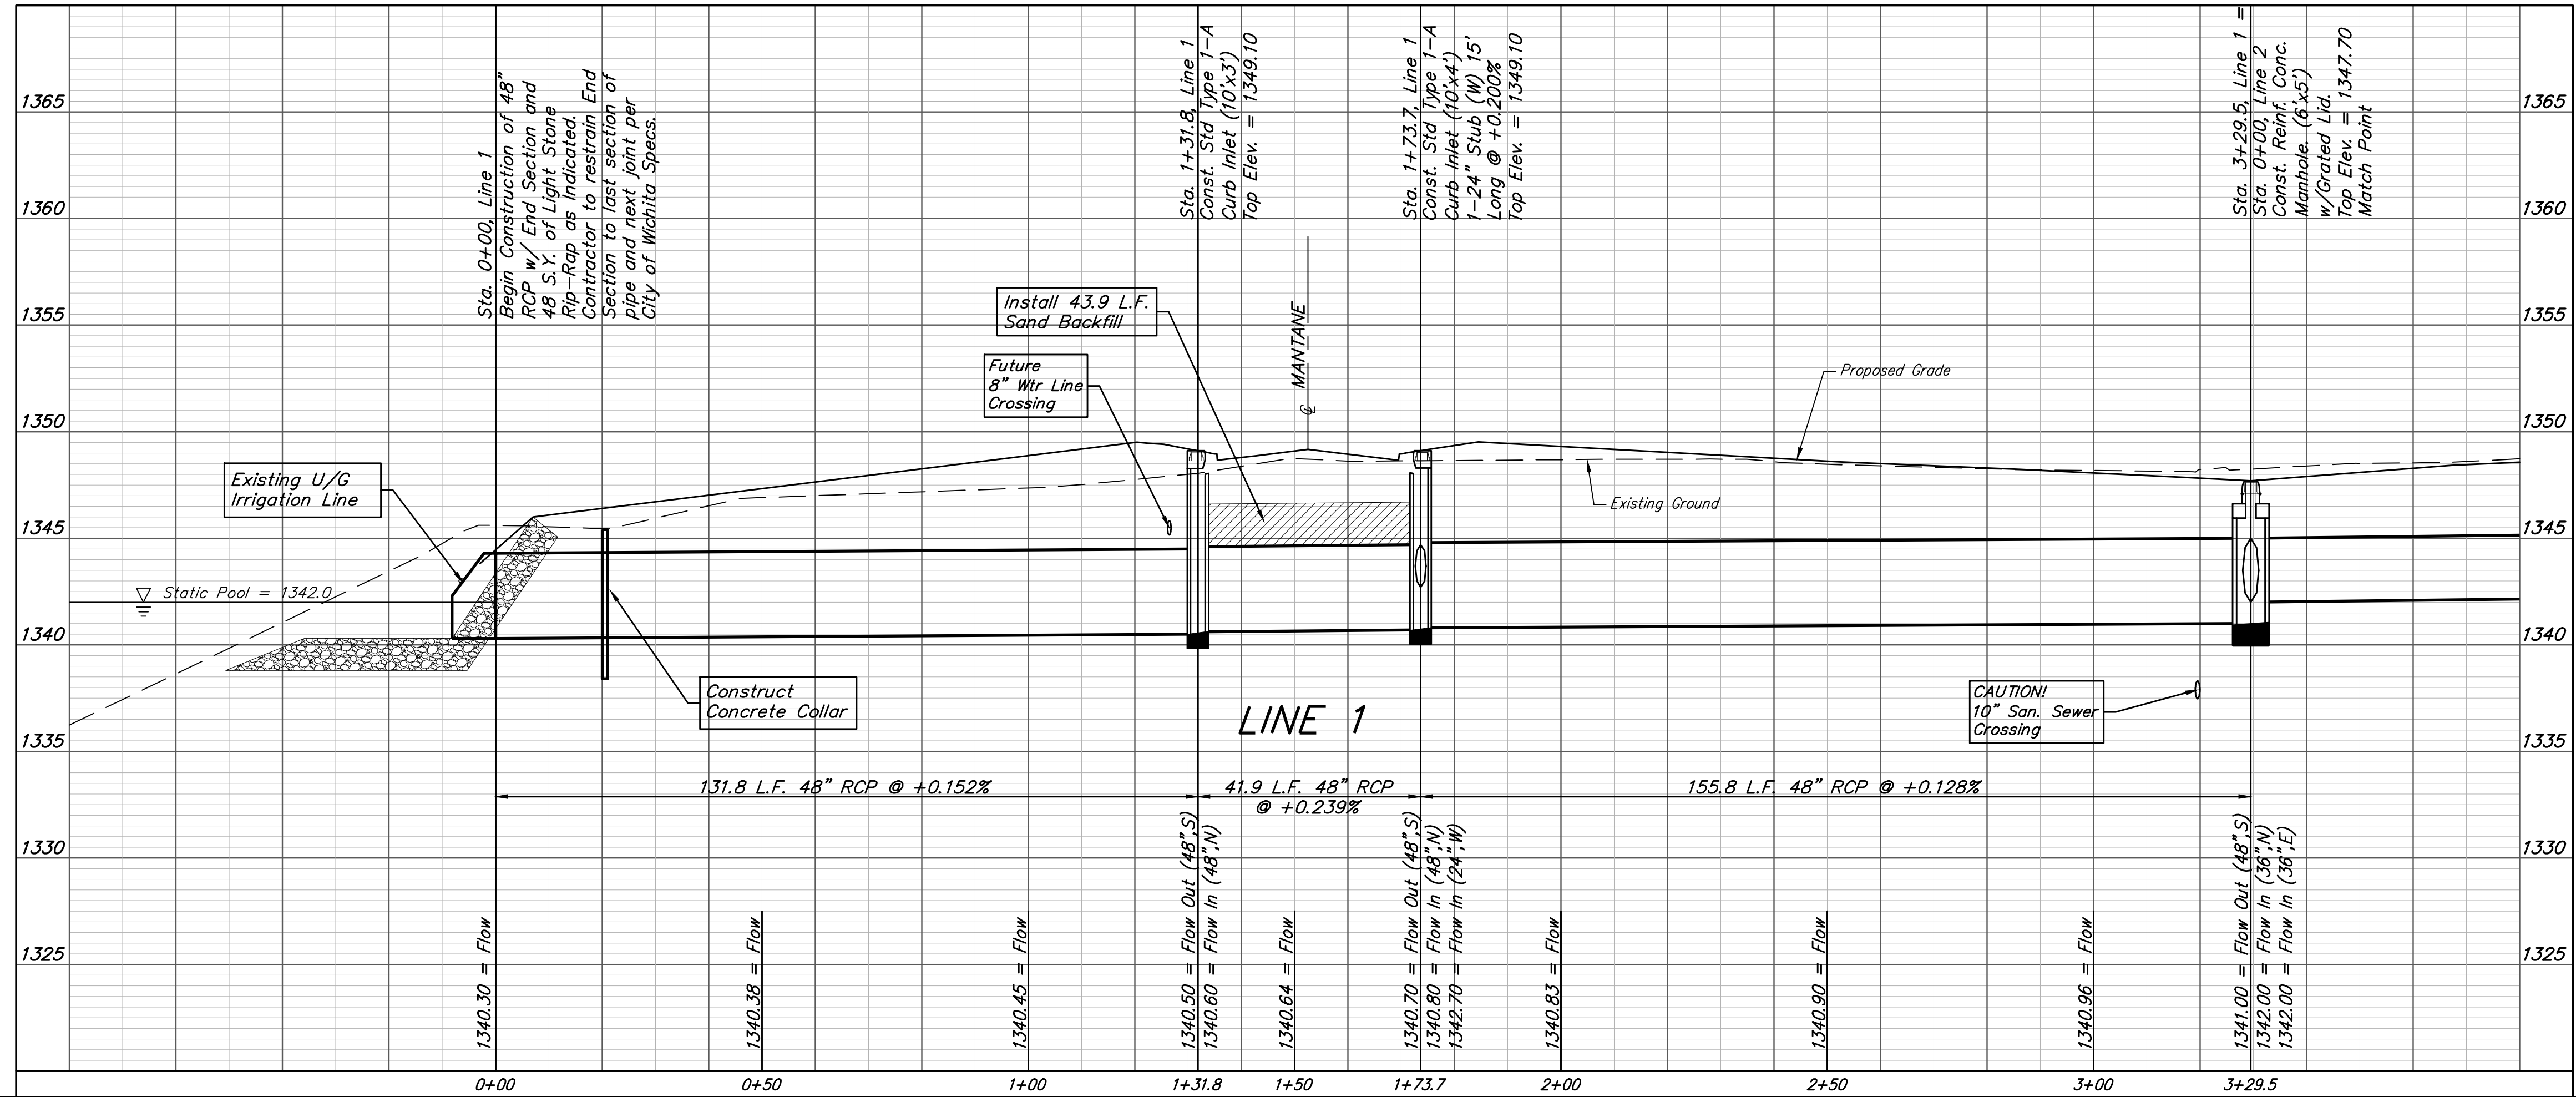 Sta. 0+00, Line 1
Begin Construction of 48"
RCP w/ End Section and
48 S.Y. of Light Stone
Rip-Rap as Indicated.
Contractor to restrain End
Section to last section of
pipe and next joint per
City of Wichita Specs.
Sta. 1+31.8, Line 1
Const. Std Type 1-A
Curb Inlet (10'x3')
Top Elev. = 1349.10
Sta. 1+73.7, Line 1
Const. Std Type 1-A
Curb Inlet (10'x4')
1-24" Stub (W) 15'
Long @ +0.200%
Top Elev. = 1349.10
Sta. 3+29.5, Line 1 =
Sta. 0+00, Line 2
Const. Reinf. Conc.
Manhole. (6'x5')
w/Grated Lid.
Top Elev. = 1347.70
Match Point
1365
1360
1355
1350
1345
1340
1335
1330
1325
1365
1360
1355
1350
1345
1340
1335
1330
1325
Install 43.9 L.F.
Sand Backfill
Future
8" Wtr Line
Crossing
℄ MANTANE
Proposed Grade
Existing Ground
Existing U/G
Irrigation Line
Static Pool = 1342.0
Construct
Concrete Collar
CAUTION!
10" San. Sewer
Crossing
LINE 1
131.8 L.F. 48" RCP @ +0.152%
41.9 L.F. 48" RCP
@ +0.239%
155.8 L.F. 48" RCP @ +0.128%
1340.30 = Flow
1340.38 = Flow
1340.45 = Flow
1340.50 = Flow Out (48",S)
1340.60 = Flow In (48",N)
1340.64 = Flow
1340.70 = Flow Out (48",S)
1340.80 = Flow In (48",N)
1342.70 = Flow In (24",W)
1340.83 = Flow
1340.90 = Flow
1340.96 = Flow
1341.00 = Flow Out (48",S)
1342.00 = Flow In (36",N)
1342.00 = Flow In (36",E)
0+00
0+50
1+00
1+31.8
1+50
1+73.7
2+00
2+50
3+00
3+29.5